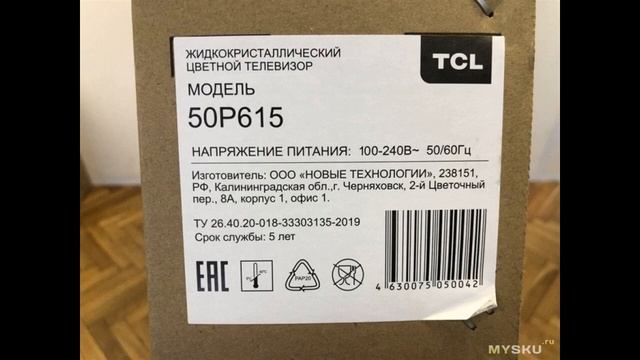 ЖИДКОКРИСТАЛЛИЧЕСКИЙ
ЦВЕТНОЙ ТЕЛЕВИЗОР
TCL
МОДЕЛЬ
50P615
НАПРЯЖЕНИЕ ПИТАНИЯ: 100-240В~ 50/60Гц
Изготовитель: ООО «НОВЫЕ ТЕХНОЛОГИИ», 238151,
РФ, Калининградская обл.,г. Черняховск, 2-й Цветочный
пер., 8А, корпус 1, офис 1.
ТУ 26.40.20-018-33303135-2019
Срок службы: 5 лет
ЕАС
PAP20
4 630075 050042
MYSKU.ru